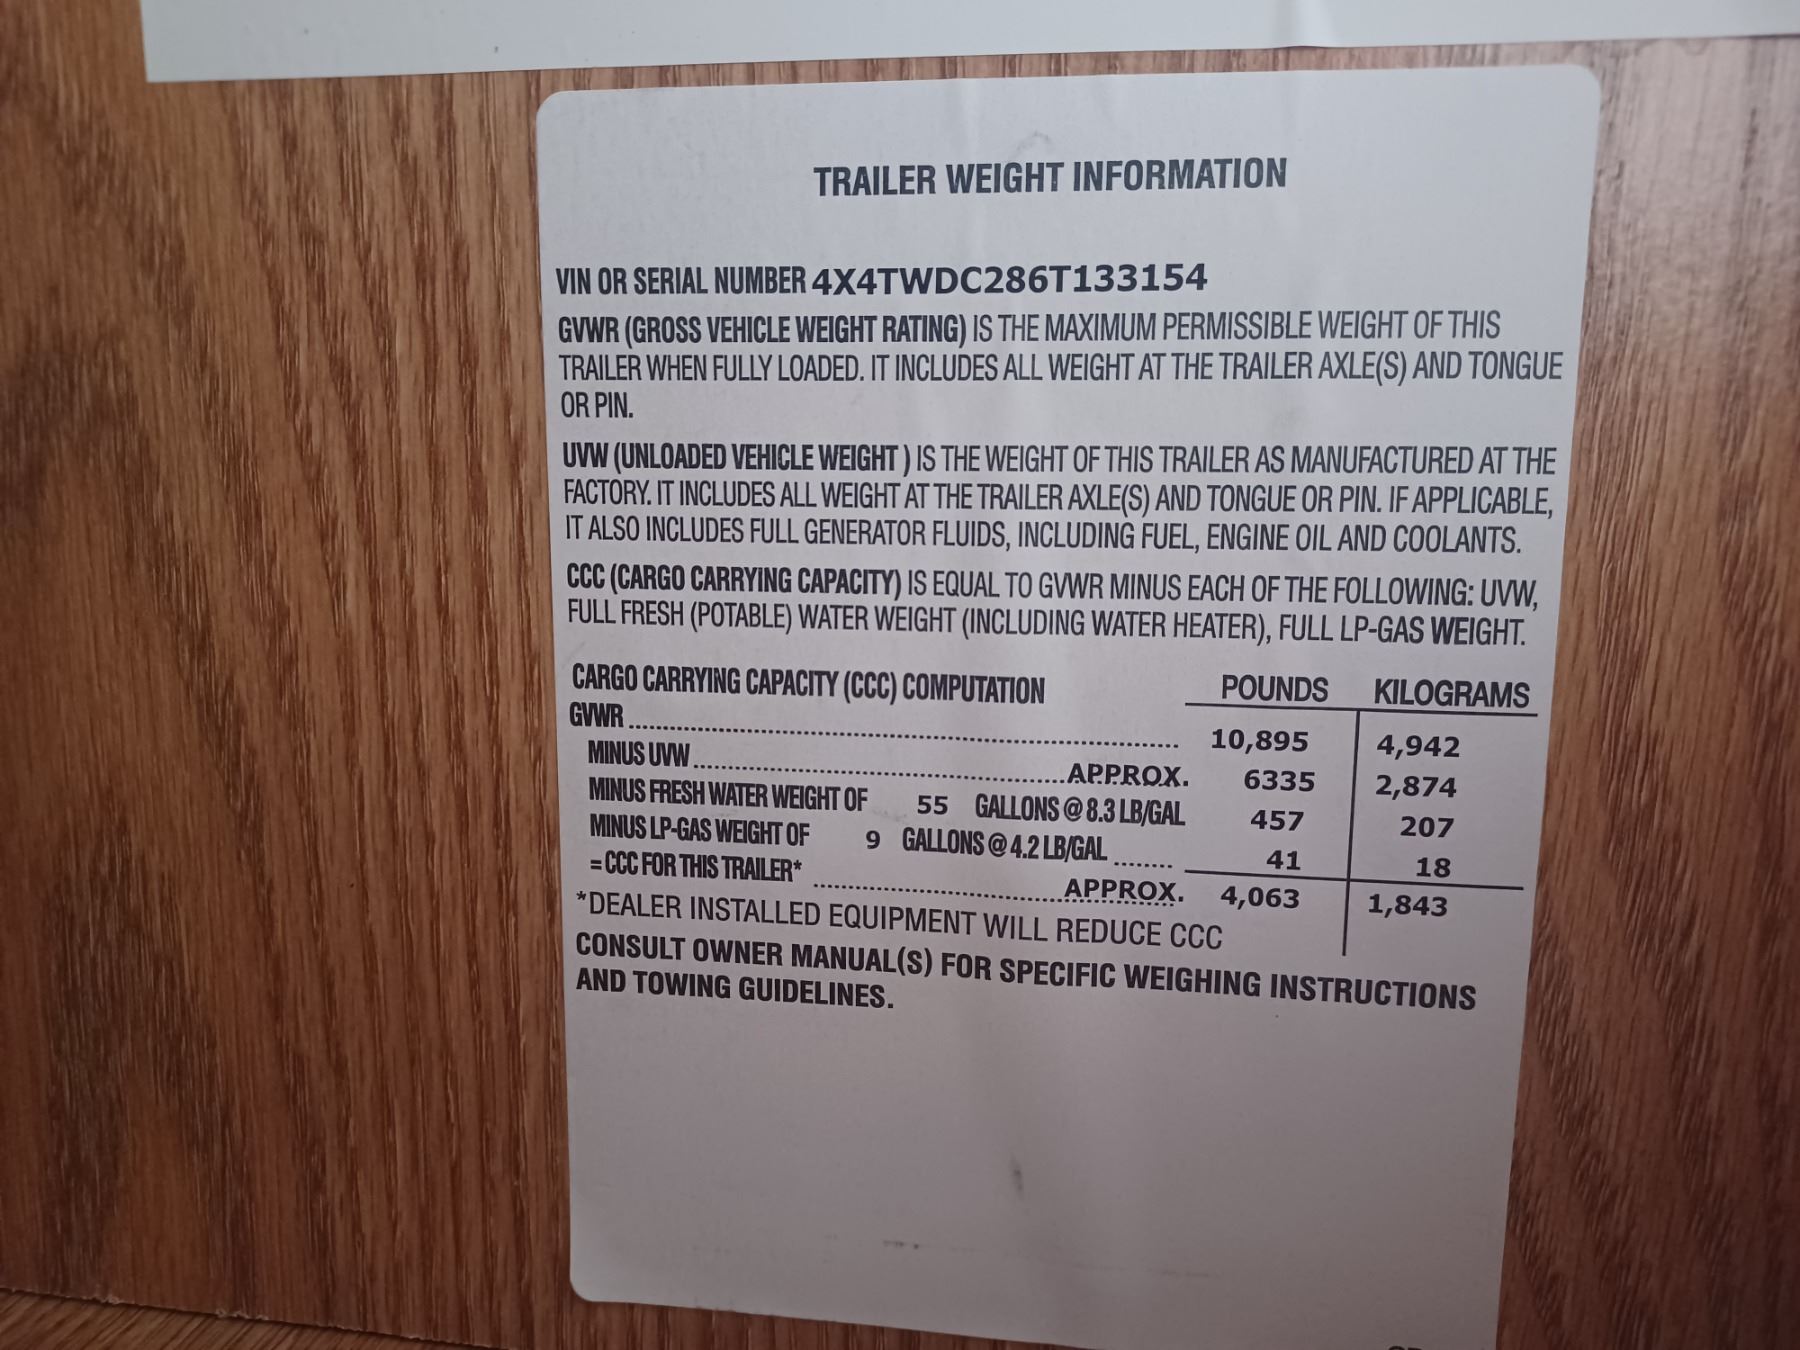 TRAILER WEIGHT INFORMATION
VIN OR SERIAL NUMBER 4X4TWDC286T133154
GVWR (GROSS VEHICLE WEIGHT RATING) IS THE MAXIMUM PERMISSIBLE WEIGHT OF THIS
TRAILER WHEN FULLY LOADED. IT INCLUDES ALL WEIGHT AT THE TRAILER AXLE(S) AND TONGUE
OR PIN.
UVW (UNLOADED VEHICLE WEIGHT ) IS THE WEIGHT OF THIS TRAILER AS MANUFACTURED AT THE
FACTORY. IT INCLUDES ALL WEIGHT AT THE TRAILER AXLE(S) AND TONGUE OR PIN. IF APPLICABLE,
IT ALSO INCLUDES FULL GENERATOR FLUIDS, INCLUDING FUEL, ENGINE OIL AND COOLANTS.
CCC (CARGO CARRYING CAPACITY) IS EQUAL TO GVWR MINUS EACH OF THE FOLLOWING: UVW,
FULL FRESH (POTABLE) WATER WEIGHT (INCLUDING WATER HEATER), FULL LP-GAS WEIGHT.
CARGO CARRYING CAPACITY (CCC) COMPUTATION POUNDS KILOGRAMS
GVWR ........ 10,895 4,942
MINUS UVW ........ APPROX. 6335 2,874
MINUS FRESH WATER WEIGHT OF 55 GALLONS @ 8.3 LB/GAL 457 207
MINUS LP-GAS WEIGHT OF 9 GALLONS @ 4.2 LB/GAL ........ 41 18
= CCC FOR THIS TRAILER* ........ APPROX. 4,063 1,843
*DEALER INSTALLED EQUIPMENT WILL REDUCE CCC
CONSULT OWNER MANUAL(S) FOR SPECIFIC WEIGHING INSTRUCTIONS
AND TOWING GUIDELINES.